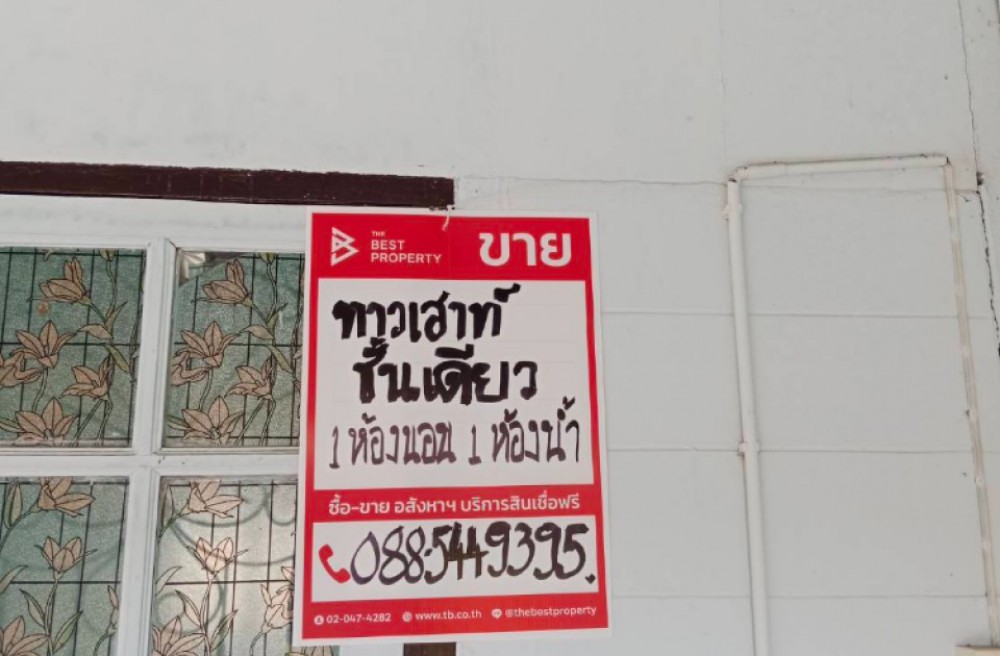 THE
BEST
PROPERTY
ขาย
ทาวเฮาท์
ชั้นเดียว
1 ห้องนอน 1 ห้องน้ำ
ซื้อ-ขาย อสังหาฯ บริการสินเชื่อฟรี
088-5449395.
02-047-4282 www.tb.co.th @thebestproperty